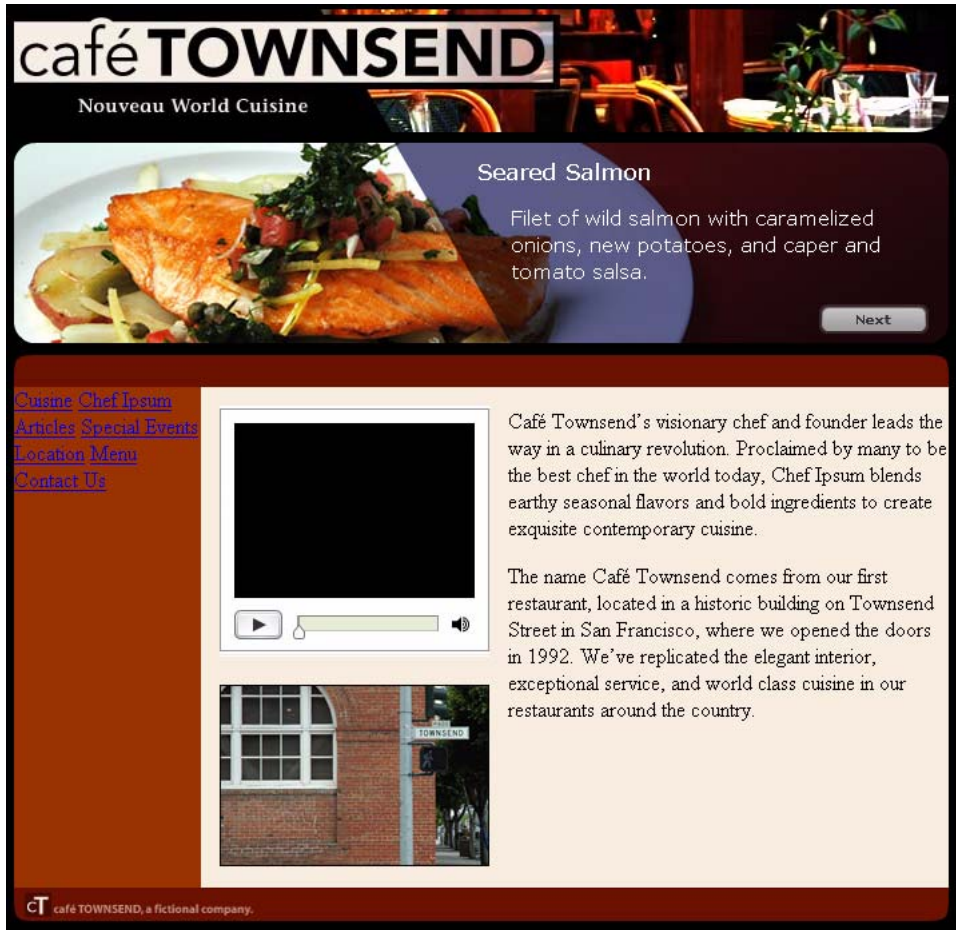 café TOWNSEND
Nouveau World Cuisine
Seared Salmon
Filet of wild salmon with caramelized
onions, new potatoes, and caper and
tomato salsa.
Next
Cuisine Chef Ipsum
Articles Special Events
Location Menu
Contact Us
Café Townsend’s visionary chef and founder leads the
way in a culinary revolution. Proclaimed by many to be
the best chef in the world today, Chef Ipsum blends
earthy seasonal flavors and bold ingredients to create
exquisite contemporary cuisine.
The name Café Townsend comes from our first
restaurant, located in a historic building on Townsend
Street in San Francisco, where we opened the doors
in 1992. We’ve replicated the elegant interior,
exceptional service, and world class cuisine in our
restaurants around the country.
TOWNSEND
cT café TOWNSEND, a fictional company.